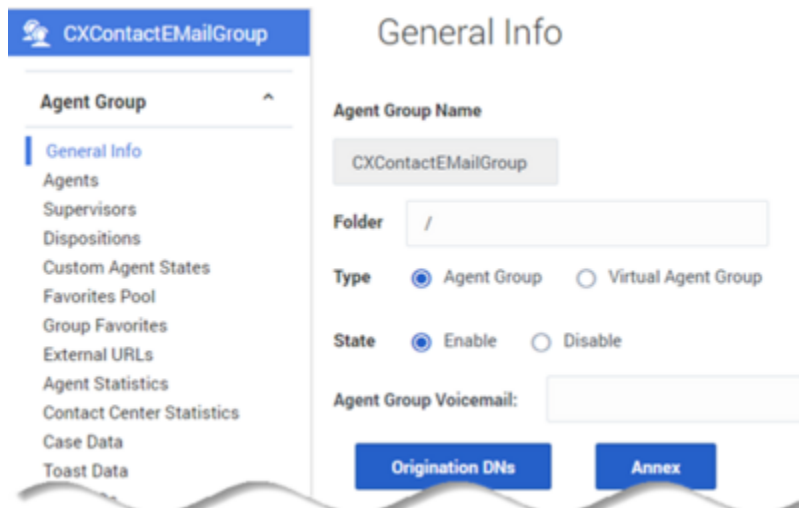 CXContactEMailGroup
Agent Group
General Info
Agents
Supervisors
Dispositions
Custom Agent States
Favorites Pool
Group Favorites
External URLs
Agent Statistics
Contact Center Statistics
Case Data
Toast Data
General Info
Agent Group Name
CXContactEMailGroup
Folder /
Type Agent Group Virtual Agent Group
State Enable Disable
Agent Group Voicemail:
Origination DNs Annex